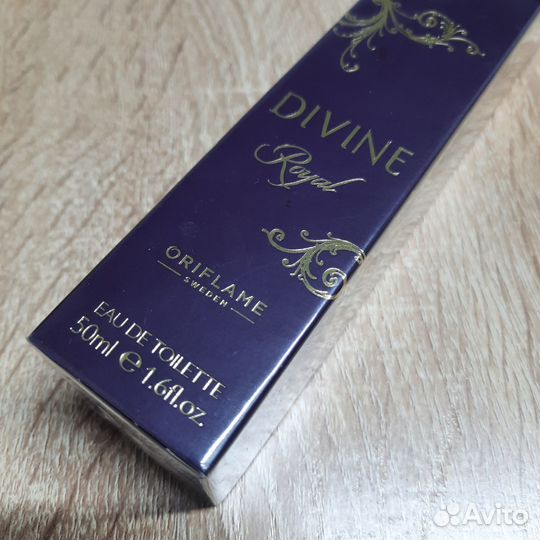 DIVINE
Royal
ORIFLAME
SWEDEN
EAU DE TOILETTE
50ml ℮ 1.6fl.oz.
Avito